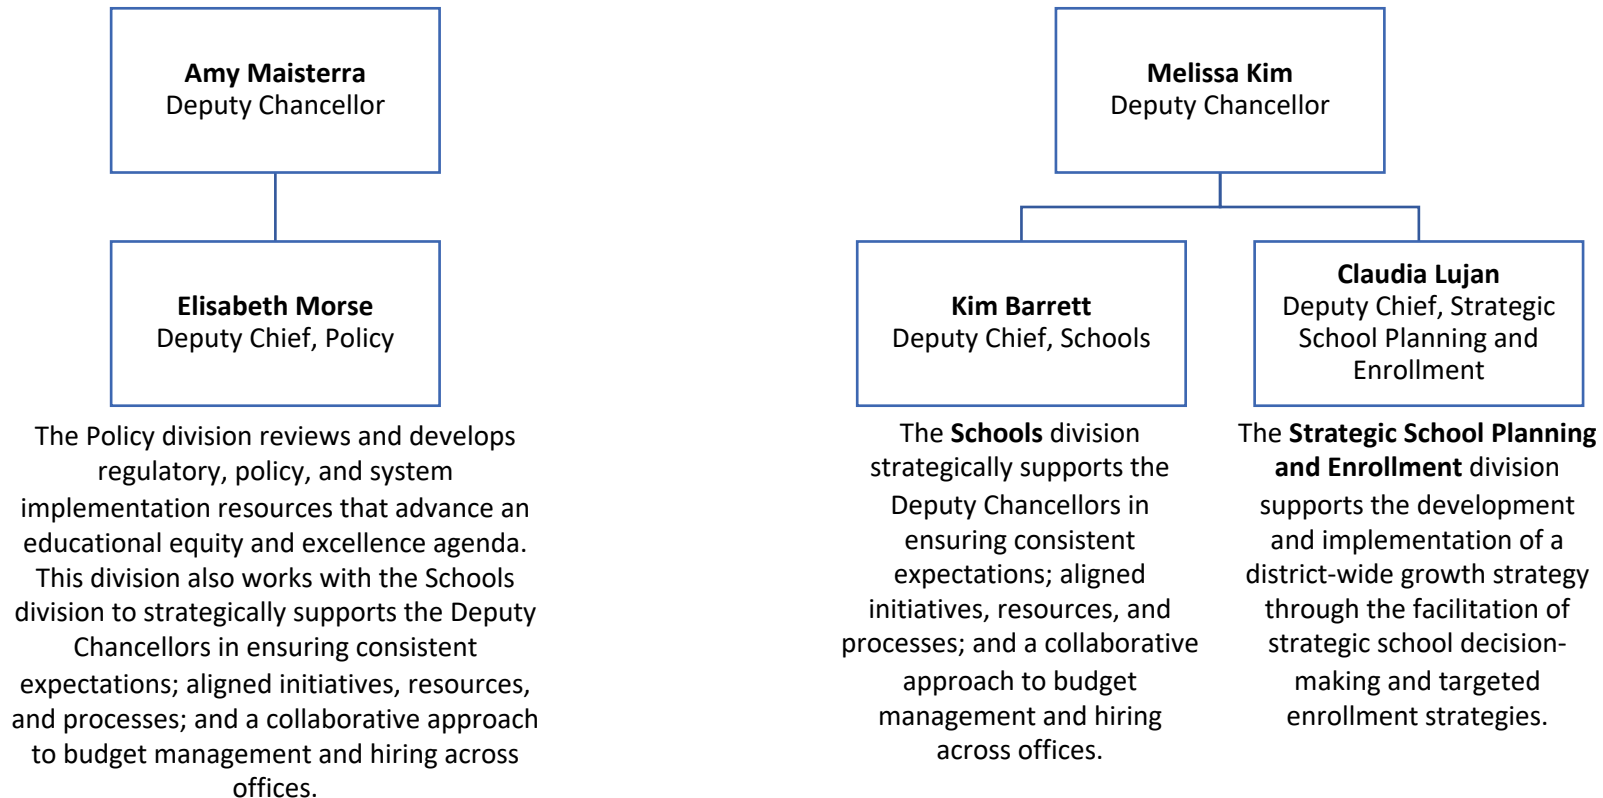 Amy Maisterra
Deputy Chancellor
Elisabeth Morse
Deputy Chief, Policy
The Policy division reviews and develops
regulatory, policy, and system
implementation resources that advance an
educational equity and excellence agenda.
This division also works with the Schools
division to strategically supports the Deputy
Chancellors in ensuring consistent
expectations; aligned initiatives, resources,
and processes; and a collaborative approach
to budget management and hiring across
offices.
Melissa Kim
Deputy Chancellor
Kim Barrett
Deputy Chief, Schools
The Schools division
strategically supports the
Deputy Chancellors in
ensuring consistent
expectations; aligned
initiatives, resources, and
processes; and a collaborative
approach to budget
management and hiring
across offices.
Claudia Lujan
Deputy Chief, Strategic
School Planning and
Enrollment
The Strategic School Planning
and Enrollment division
supports the development
and implementation of a
district-wide growth strategy
through the facilitation of
strategic school decision-
making and targeted
enrollment strategies.